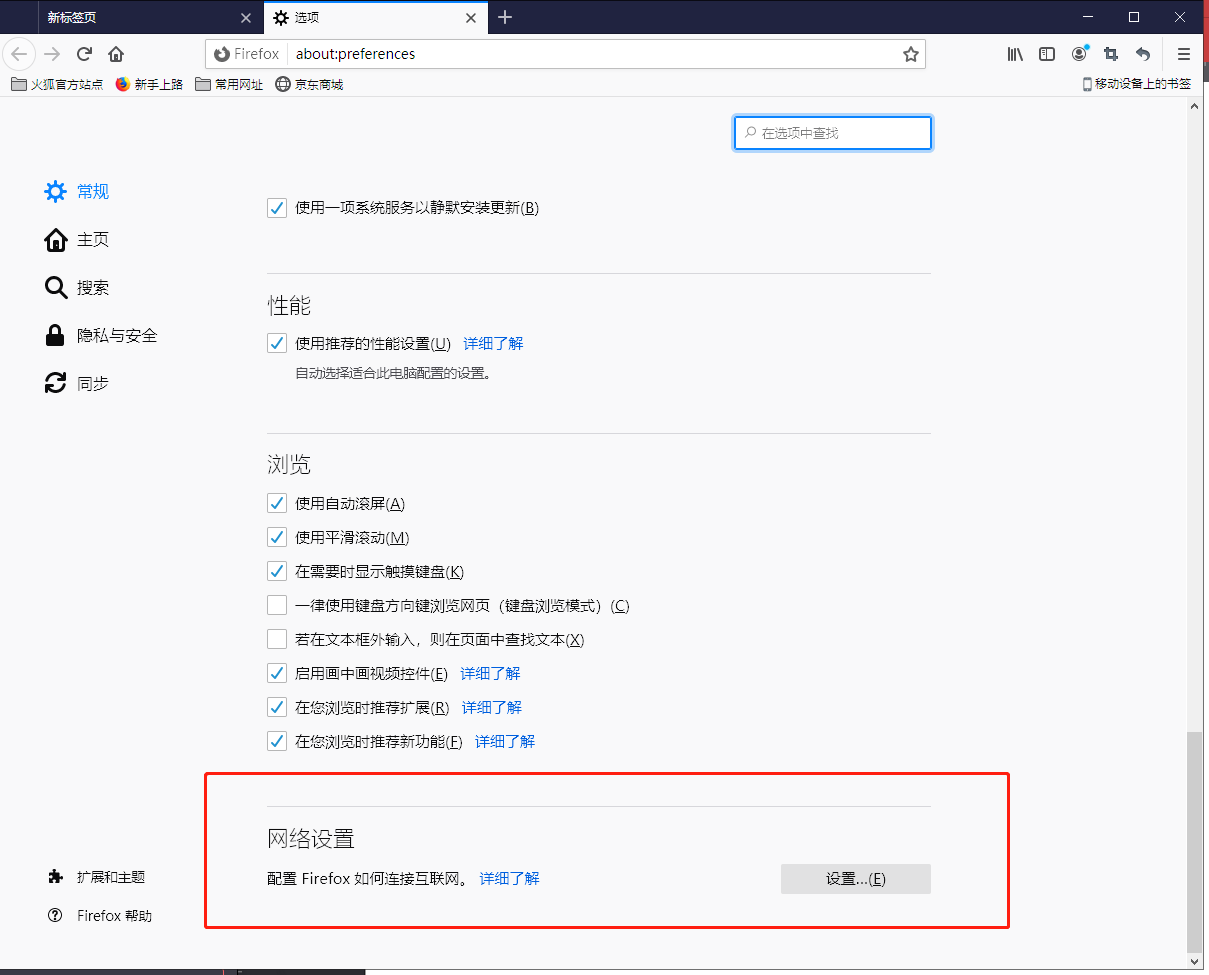 新标签页
选项
Firefox about:preferences
火狐官方站点 新手上路 常用网址 京东商城 移动设备上的书签
在选项中查找
常规
主页
搜索
隐私与安全
同步
扩展和主题
Firefox 帮助
使用一项系统服务以静默安装更新(B)
性能
使用推荐的性能设置(U) 详细了解
自动选择适合此电脑配置的设置。
浏览
使用自动滚屏(A)
使用平滑滚动(M)
在需要时显示触摸键盘(K)
一律使用键盘方向键浏览网页（键盘浏览模式）(C)
若在文本框外输入，则在页面中查找文本(X)
启用画中画视频控件(E) 详细了解
在您浏览时推荐扩展(R) 详细了解
在您浏览时推荐新功能(F) 详细了解
网络设置
配置 Firefox 如何连接互联网。 详细了解
设置...(E)